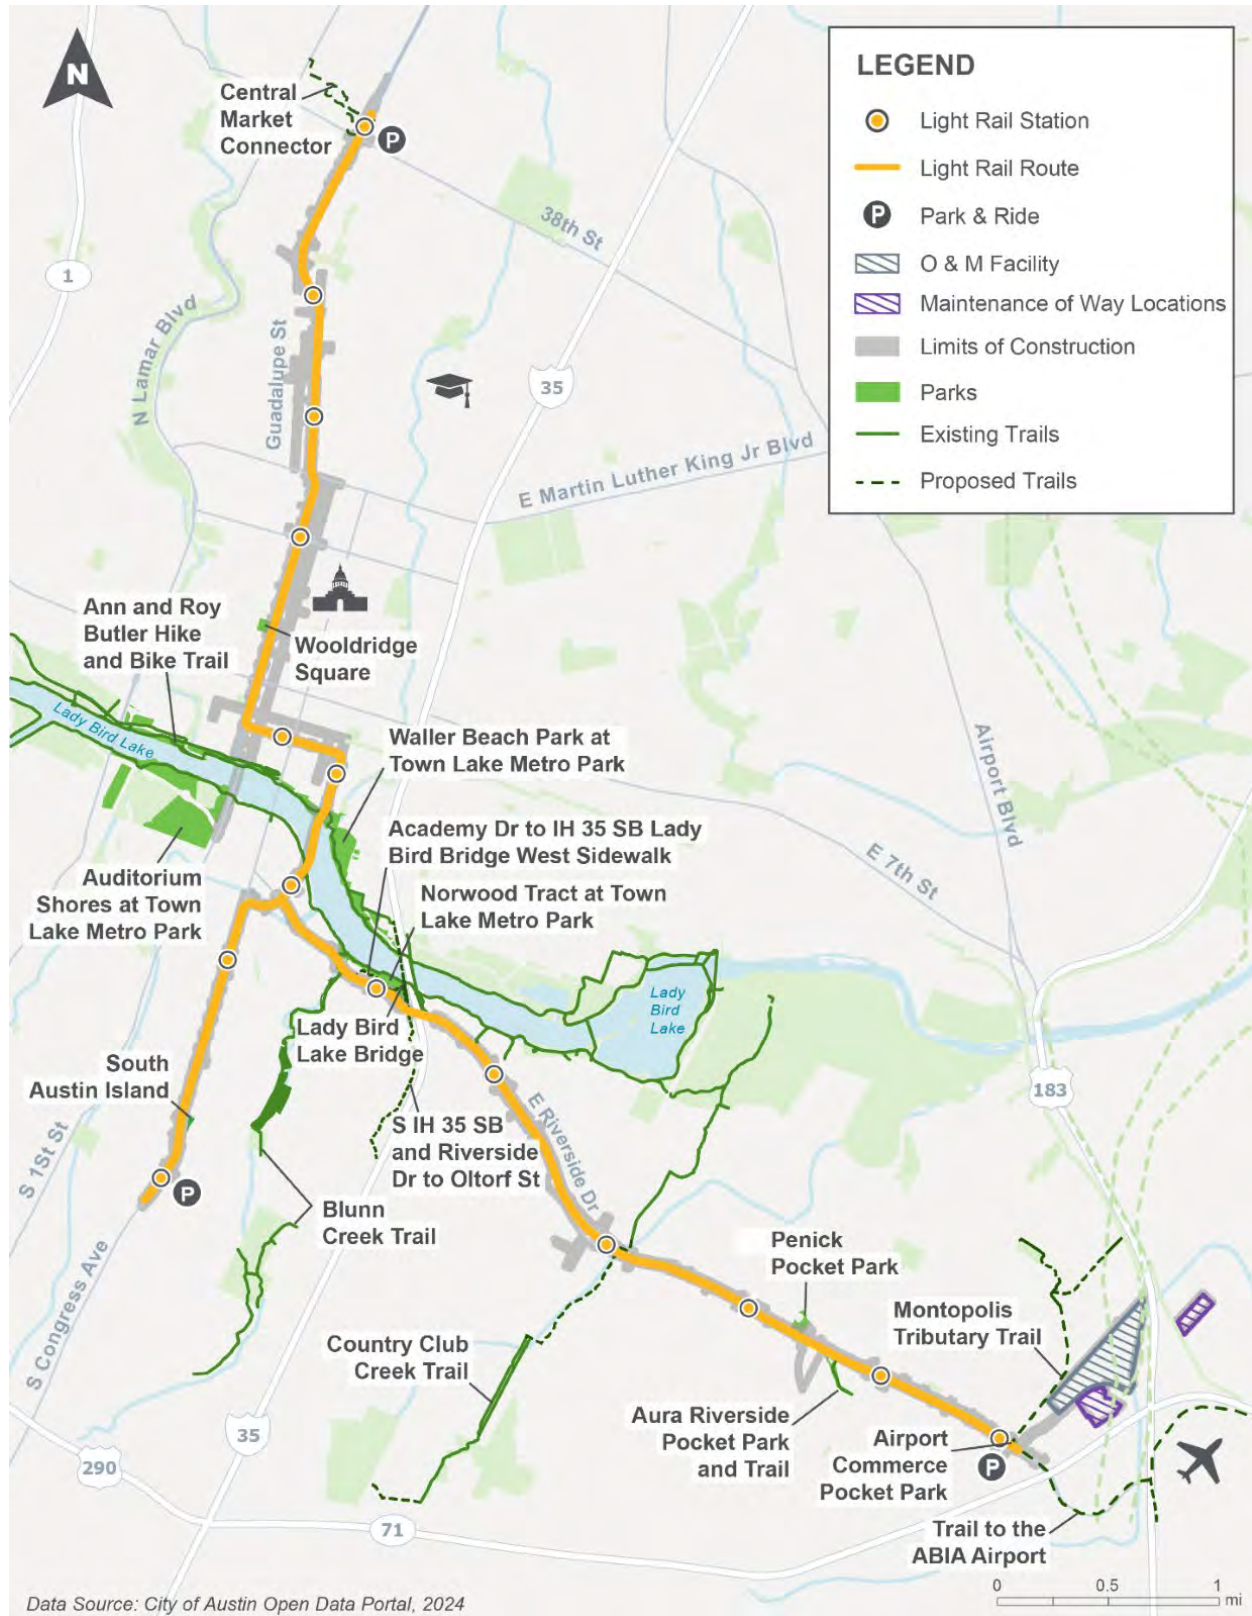 N
Central
Market
Connector
P
LEGEND
Light Rail Station
Light Rail Route
P
Park & Ride
O & M Facility
Maintenance of Way Locations
Limits of Construction
Parks
Existing Trails
Proposed Trails
38th St
1
N Lamar Blvd
Guadalupe St
35
E Martin Luther King Jr Blvd
Ann and Roy
Butler Hike
and Bike Trail
Wooldridge
Square
Lady Bird Lake
Waller Beach Park at
Town Lake Metro Park
Airport Blvd
Academy Dr to IH 35 SB Lady
Bird Bridge West Sidewalk
E 7th St
Auditorium
Shores at Town
Lake Metro Park
Norwood Tract at Town
Lake Metro Park
Lady
Bird
Lake
Lady Bird
Lake Bridge
South
Austin Island
183
S 1St St
S IH 35 SB
and Riverside
Dr to Oltorf St
E Riverside Dr
P
Blunn
Creek Trail
Penick
Pocket Park
S Congress Ave
Montopolis
Tributary Trail
Country Club
Creek Trail
Aura Riverside
Pocket Park
and Trail
Airport
Commerce
Pocket Park
P
35
290
71
Trail to the
ABIA Airport
0 0.5 1
mi
Data Source: City of Austin Open Data Portal, 2024